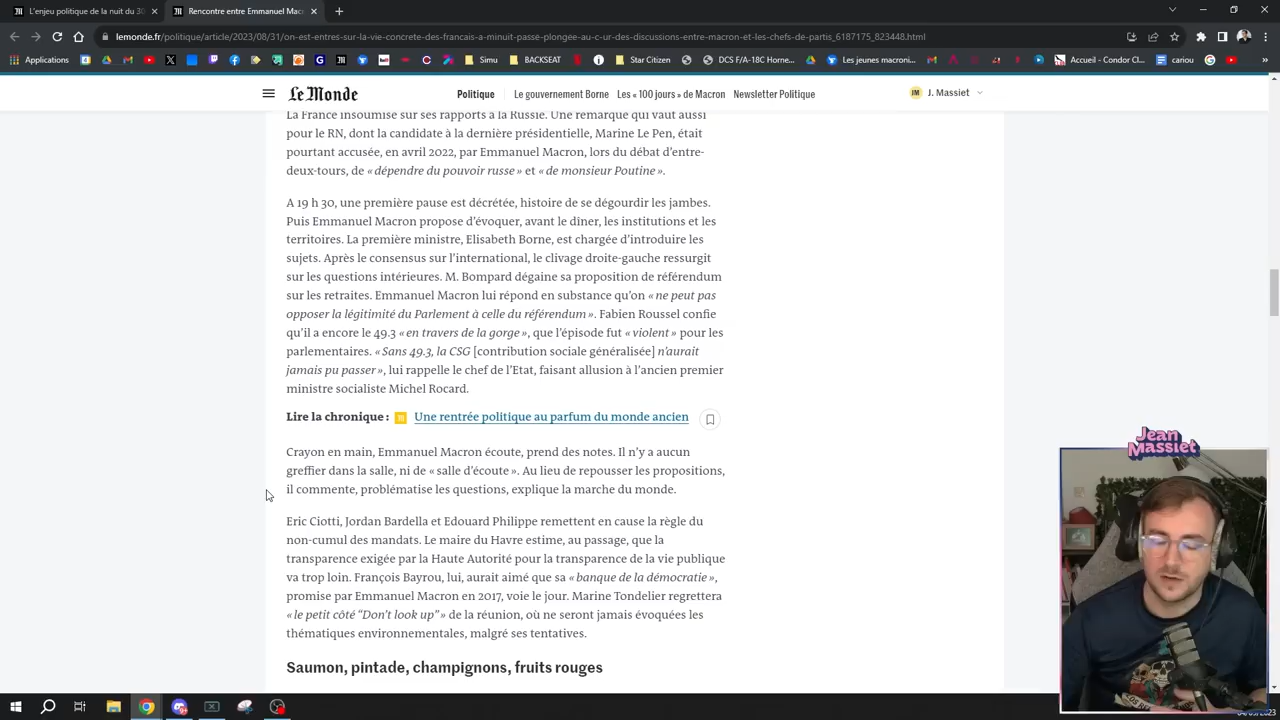 L'enjeu politique de la nuit du 30
Rencontre entre Emmanuel Mac
lemonde.fr/politique/article/2023/08/31/on-est-entres-sur-la-vie-concrete-des-francais-a-minuit-passe-plongee-au-c-ur-des-discussions-entre-macron-et-les-chefs-de-partis_6187175_823448.html
Applications
Simu
BACKSEAT
Star Citizen
DCS F/A-18C Horne...
Les jeunes macroni...
cariou
Accueil - Condor Cl...
Le Monde
Politique
Le gouvernement Borne
Les « 100 jours » de Macron
Newsletter Politique
JM
J. Massiet
La France insoumise sur ses rapports à la Russie. Une remarque qui vaut aussi
pour le RN, dont la candidate à la dernière présidentielle, Marine Le Pen, était
pourtant accusée, en avril 2022, par Emmanuel Macron, lors du débat d'entre-
deux-tours, de « dépendre du pouvoir russe » et « de monsieur Poutine ».
A 19 h 30, une première pause est décrétée, histoire de se dégourdir les jambes.
Puis Emmanuel Macron propose d'évoquer, avant le dîner, les institutions et les
territoires. La première ministre, Elisabeth Borne, est chargée d'introduire les
sujets. Après le consensus sur l'international, le clivage droite-gauche ressurgit
sur les questions intérieures. M. Bompard dégaine sa proposition de référendum
sur les retraites. Emmanuel Macron lui répond en substance qu'on « ne peut pas
opposer la légitimité du Parlement à celle du référendum ». Fabien Roussel confie
qu'il a encore le 49.3 « en travers de la gorge », que l'épisode fut « violent » pour les
parlementaires. « Sans 49.3, la CSG [contribution sociale généralisée] n'aurait
jamais pu passer », lui rappelle le chef de l'Etat, faisant allusion à l'ancien premier
ministre socialiste Michel Rocard.
Lire la chronique : Une rentrée politique au parfum du monde ancien
Crayon en main, Emmanuel Macron écoute, prend des notes. Il n'y a aucun
greffier dans la salle, ni de « salle d'écoute ». Au lieu de repousser les propositions,
il commente, problématise les questions, explique la marche du monde.
Eric Ciotti, Jordan Bardella et Edouard Philippe remettent en cause la règle du
non-cumul des mandats. Le maire du Havre estime, au passage, que la
transparence exigée par la Haute Autorité pour la transparence de la vie publique
va trop loin. François Bayrou, lui, aurait aimé que sa « banque de la démocratie »,
promise par Emmanuel Macron en 2017, voie le jour. Marine Tondelier regrettera
« le petit côté “Don't look up” » de la réunion, où ne seront jamais évoquées les
thématiques environnementales, malgré ses tentatives.
Saumon, pintade, champignons, fruits rouges
Jean
Massiet